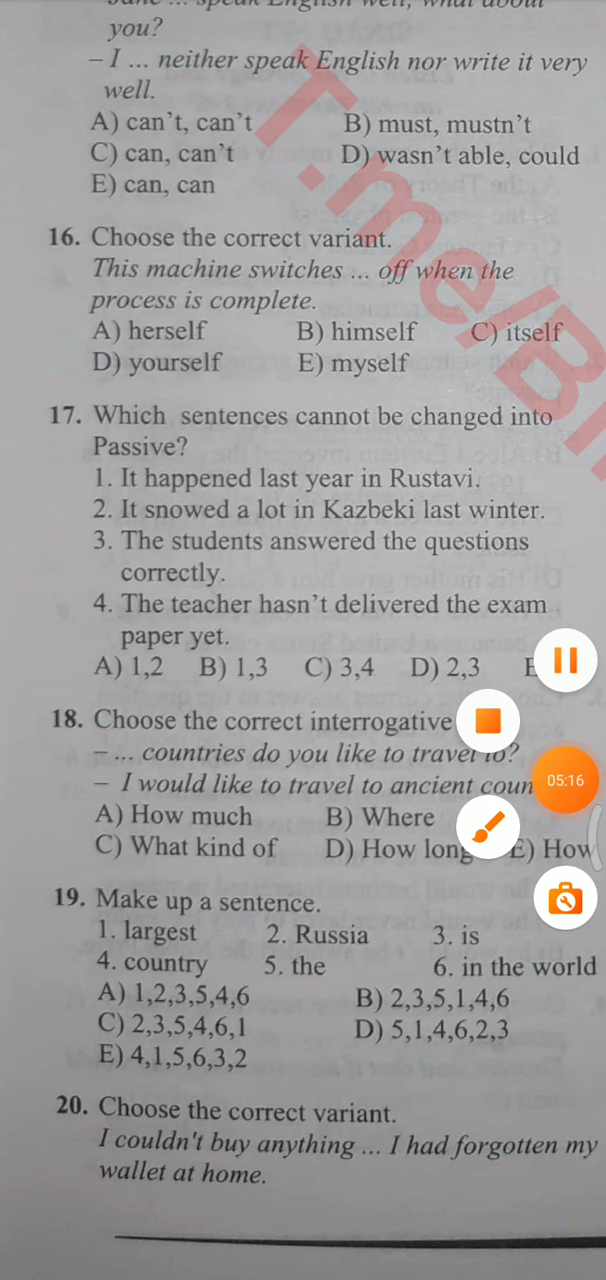 speak English well, what about
you?
– I ... neither speak English nor write it very
well.
A) can't, can't B) must, mustn't
C) can, can't D) wasn't able, could
E) can, can
16. Choose the correct variant.
This machine switches ... off when the
process is complete.
A) herself B) himself C) itself
D) yourself E) myself
17. Which sentences cannot be changed into
Passive?
1. It happened last year in Rustavi.
2. It snowed a lot in Kazbeki last winter.
3. The students answered the questions
correctly.
4. The teacher hasn't delivered the exam
paper yet.
A) 1,2 B) 1,3 C) 3,4 D) 2,3 E
18. Choose the correct interrogative
– ... countries do you like to travel to?
– I would like to travel to ancient coun
05:16
A) How much B) Where
C) What kind of D) How long E) How
19. Make up a sentence.
1. largest 2. Russia 3. is
4. country 5. the 6. in the world
A) 1,2,3,5,4,6 B) 2,3,5,1,4,6
C) 2,3,5,4,6,1 D) 5,1,4,6,2,3
E) 4,1,5,6,3,2
20. Choose the correct variant.
I couldn't buy anything ... I had forgotten my
wallet at home.
T.me/